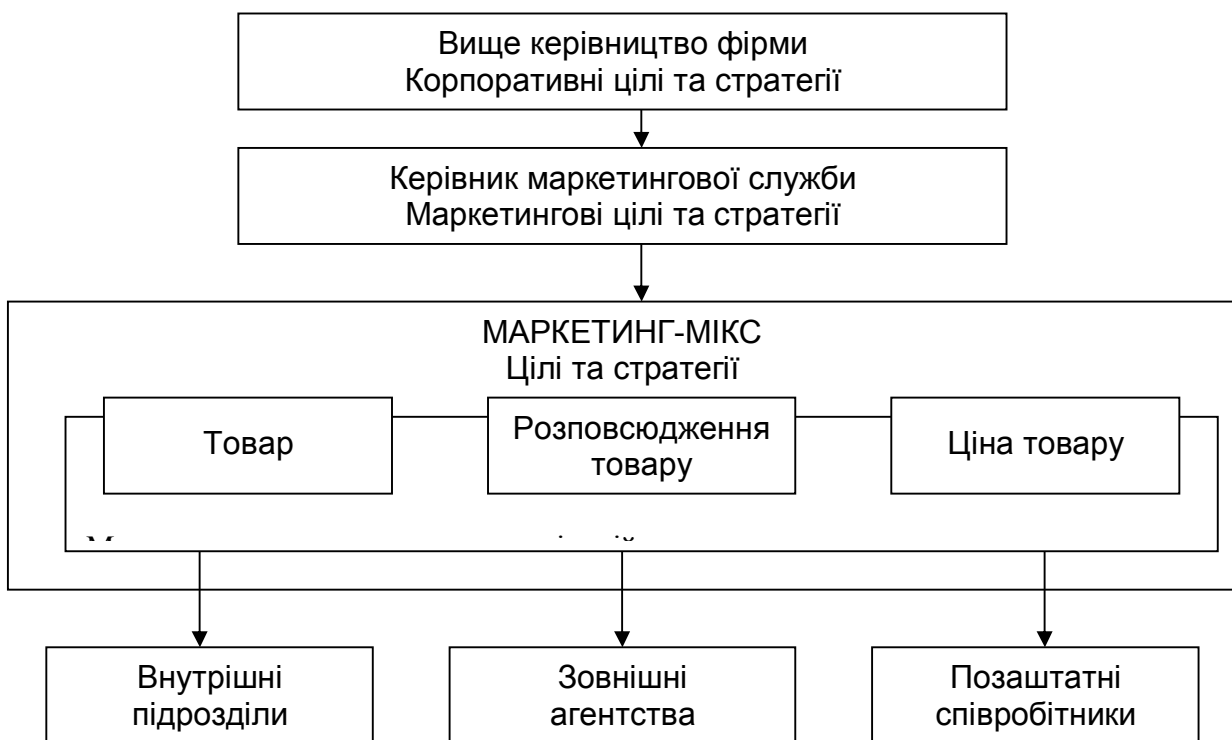 Вище керівництво фірми
Корпоративні цілі та стратегії
Керівник маркетингової служби
Маркетингові цілі та стратегії
МАРКЕТИНГ-МІКС
Цілі та стратегії
Товар
Розповсюдження
товару
Ціна товару
Внутрішні
підрозділи
Зовнішні
агентства
Позаштатні
співробітники